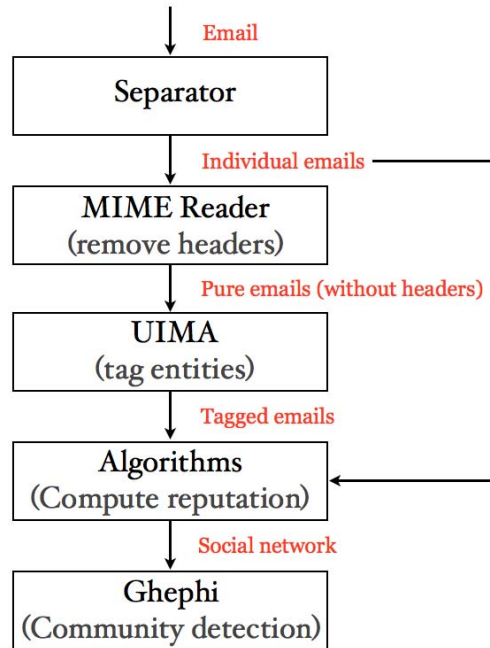 Email
Separator
Individual emails
MIME Reader
(remove headers)
Pure emails (without headers)
UIMA
(tag entities)
Tagged emails
Algorithms
(Compute reputation)
Social network
Ghephi
(Community detection)